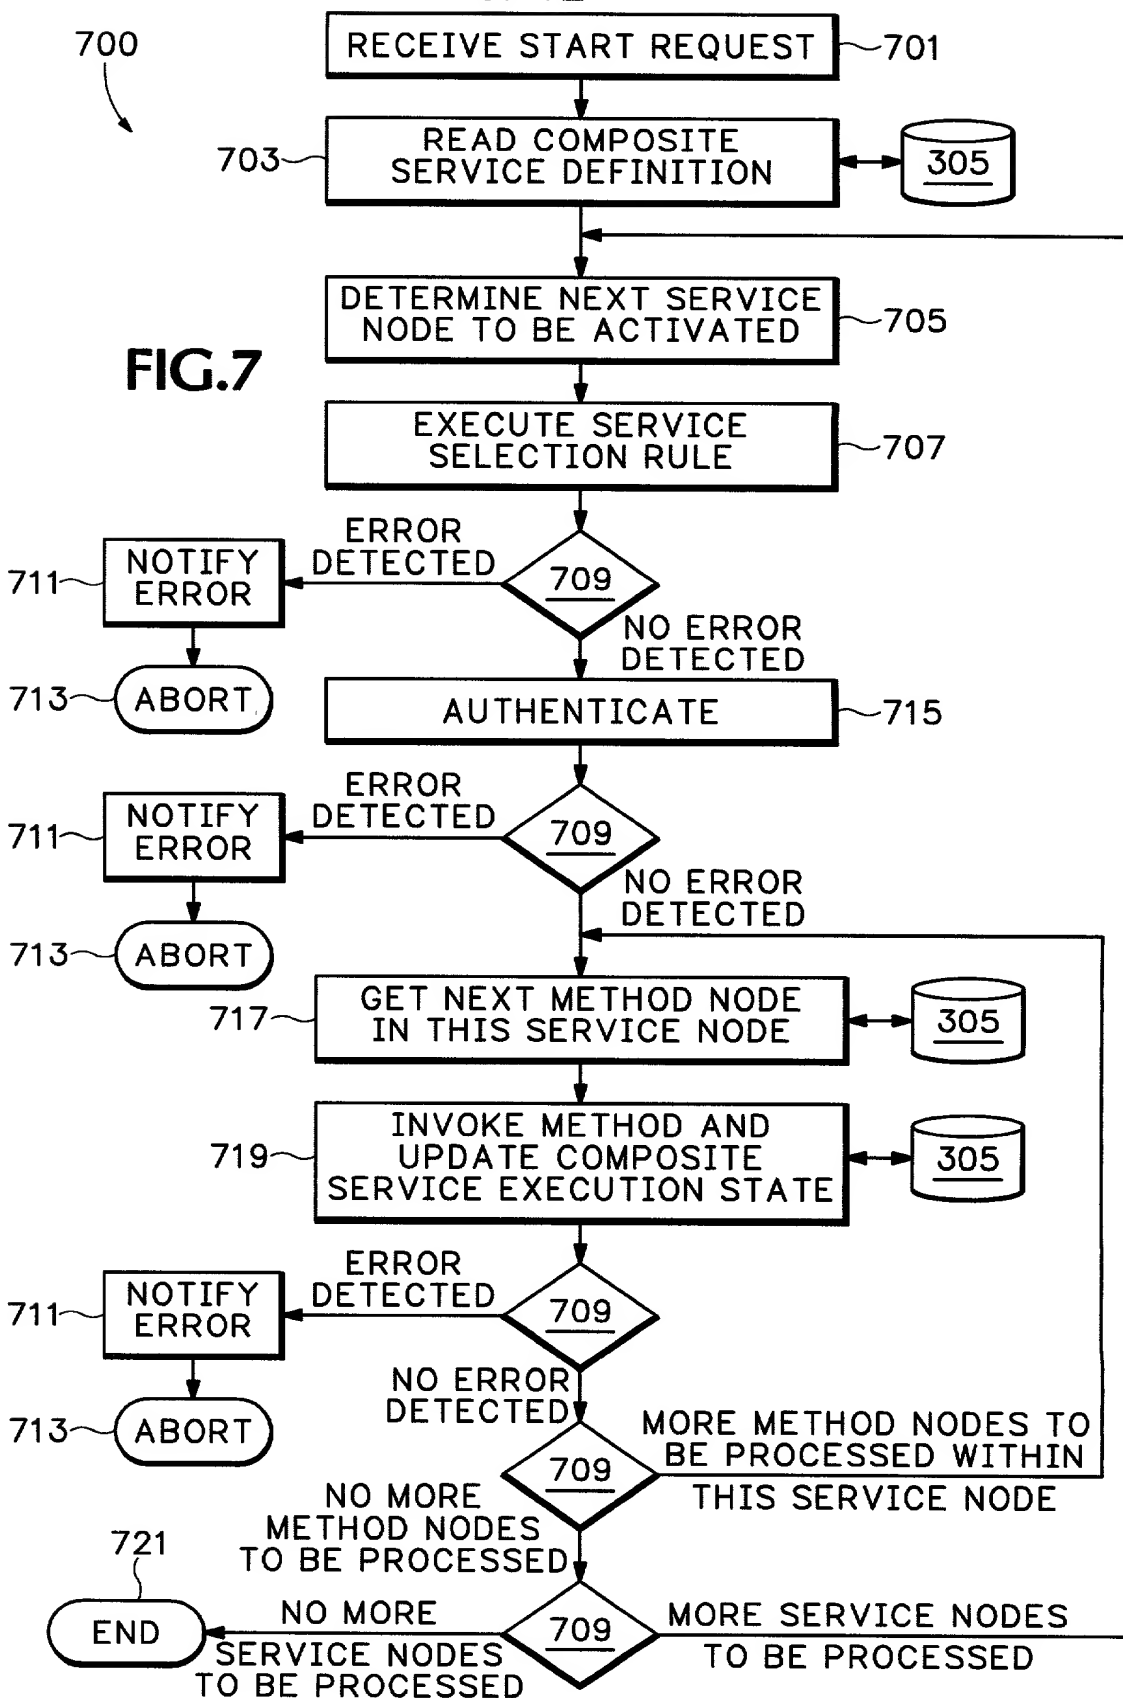 700
RECEIVE START REQUEST
701
703
READ COMPOSITE
SERVICE DEFINITION
305
DETERMINE NEXT SERVICE
NODE TO BE ACTIVATED
705
FIG.7
EXECUTE SERVICE
SELECTION RULE
707
ERROR
DETECTED
709
711
NOTIFY
ERROR
NO ERROR
DETECTED
713
ABORT
AUTHENTICATE
715
ERROR
DETECTED
709
711
NOTIFY
ERROR
NO ERROR
DETECTED
713
ABORT
717
GET NEXT METHOD NODE
IN THIS SERVICE NODE
305
719
INVOKE METHOD AND
UPDATE COMPOSITE
SERVICE EXECUTION STATE
305
ERROR
DETECTED
709
711
NOTIFY
ERROR
NO ERROR
DETECTED
713
ABORT
709
MORE METHOD NODES TO
BE PROCESSED WITHIN
THIS SERVICE NODE
NO MORE
METHOD NODES
TO BE PROCESSED
721
END
NO MORE
SERVICE NODES
TO BE PROCESSED
709
MORE SERVICE NODES
TO BE PROCESSED